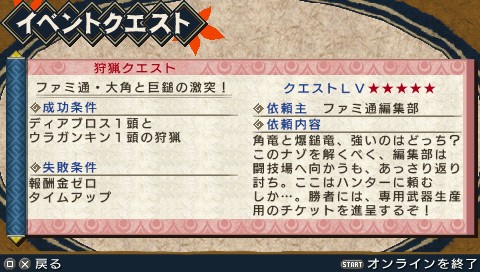 イベントクエスト
狩猟クエスト
ファミ通・大角と巨鎚の激突！
成功条件
ディアブロス１頭と
ウラガンキン１頭の狩猟
失敗条件
報酬金ゼロ
タイムアップ
クエストＬＶ★★★★★
依頼主 ファミ通編集部
依頼内容
角竜と爆鎚竜、強いのはどっち？
このナゾを解くべく、編集部は
闘技場へ向かうも、あっさり返り
討ち。ここはハンターに頼む
しか…。勝者には、専用武器生産
用のチケットを進呈するぞ！
戻る
START オンラインを終了